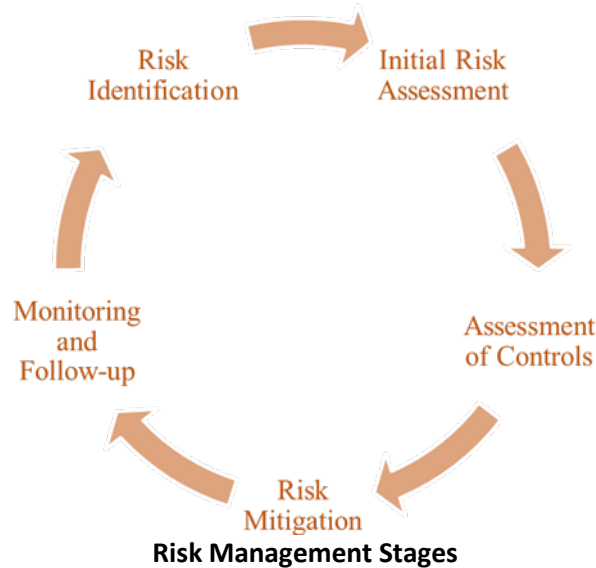 Risk
Identification
Initial Risk
Assessment
Assessment
of Controls
Risk
Mitigation
Monitoring
and
Follow-up
Risk Management Stages